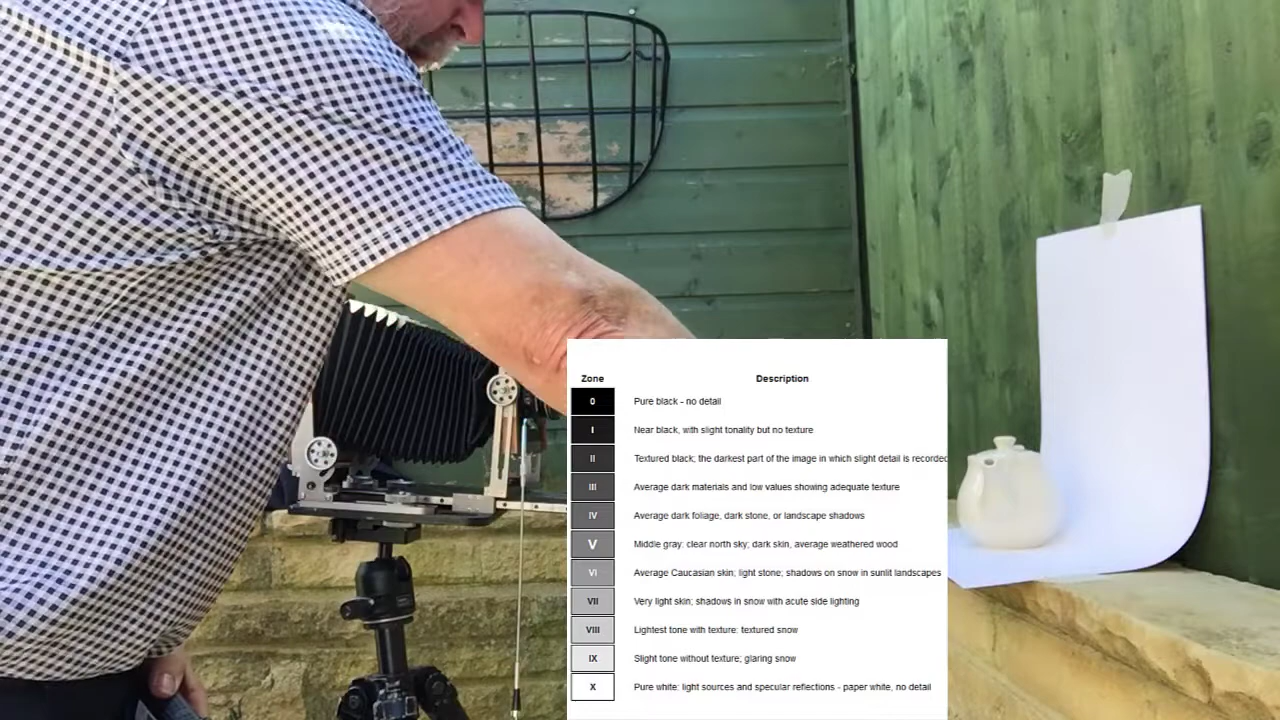 Zone Description
0 Pure black - no detail
I Near black, with slight tonality but no texture
II Textured black; the darkest part of the image in which slight detail is recorded
III Average dark materials and low values showing adequate texture
IV Average dark foliage, dark stone, or landscape shadows
V Middle gray: clear north sky; dark skin, average weathered wood
VI Average Caucasian skin; light stone; shadows on snow in sunlit landscapes
VII Very light skin; shadows in snow with acute side lighting
VIII Lightest tone with texture: textured snow
IX Slight tone without texture; glaring snow
X Pure white: light sources and specular reflections - paper white, no detail